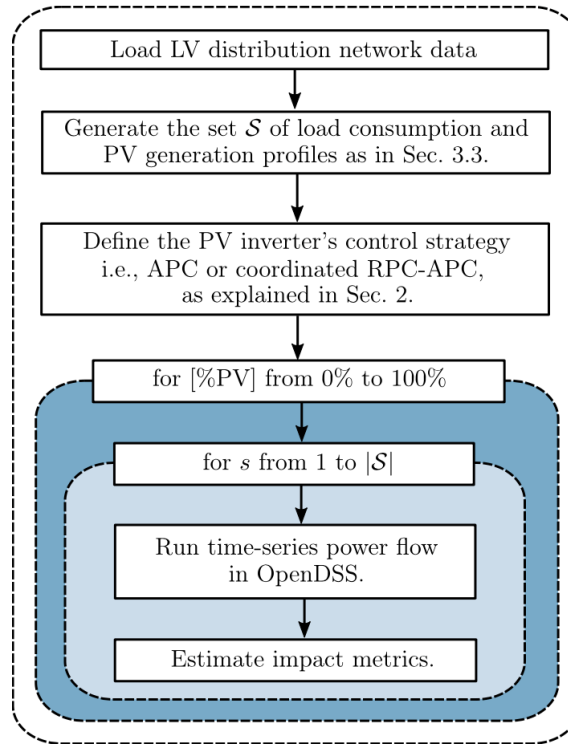 Load LV distribution network data
Generate the set 𝒮 of load consumption and
PV generation profiles as in Sec. 3.3.
Define the PV inverter's control strategy
i.e., APC or coordinated RPC-APC,
as explained in Sec. 2.
for [%PV] from 0% to 100%
for s from 1 to |𝒮|
Run time-series power flow
in OpenDSS.
Estimate impact metrics.